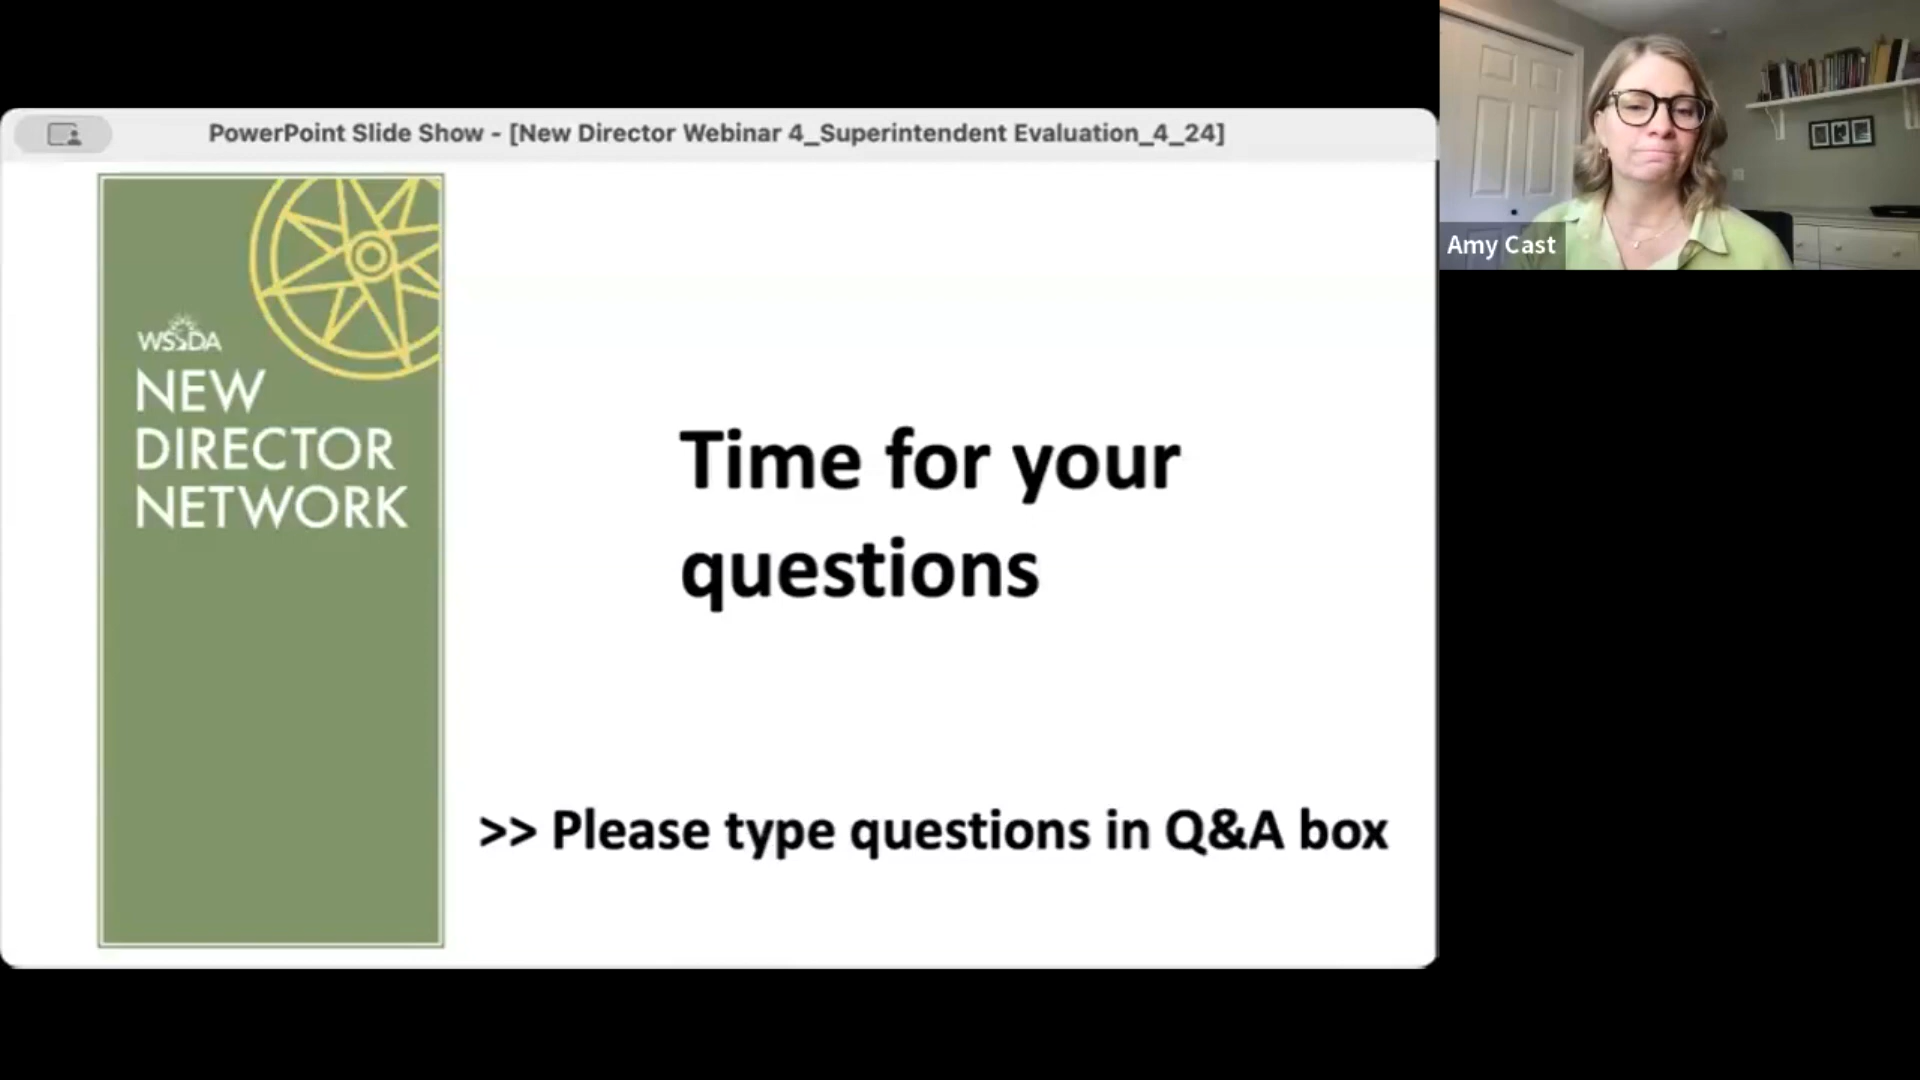 PowerPoint Slide Show - [New Director Webinar 4_Superintendent Evaluation_4_24]
Amy Cast
WSSDA
NEW
DIRECTOR
NETWORK
Time for your
questions
>> Please type questions in Q&A box